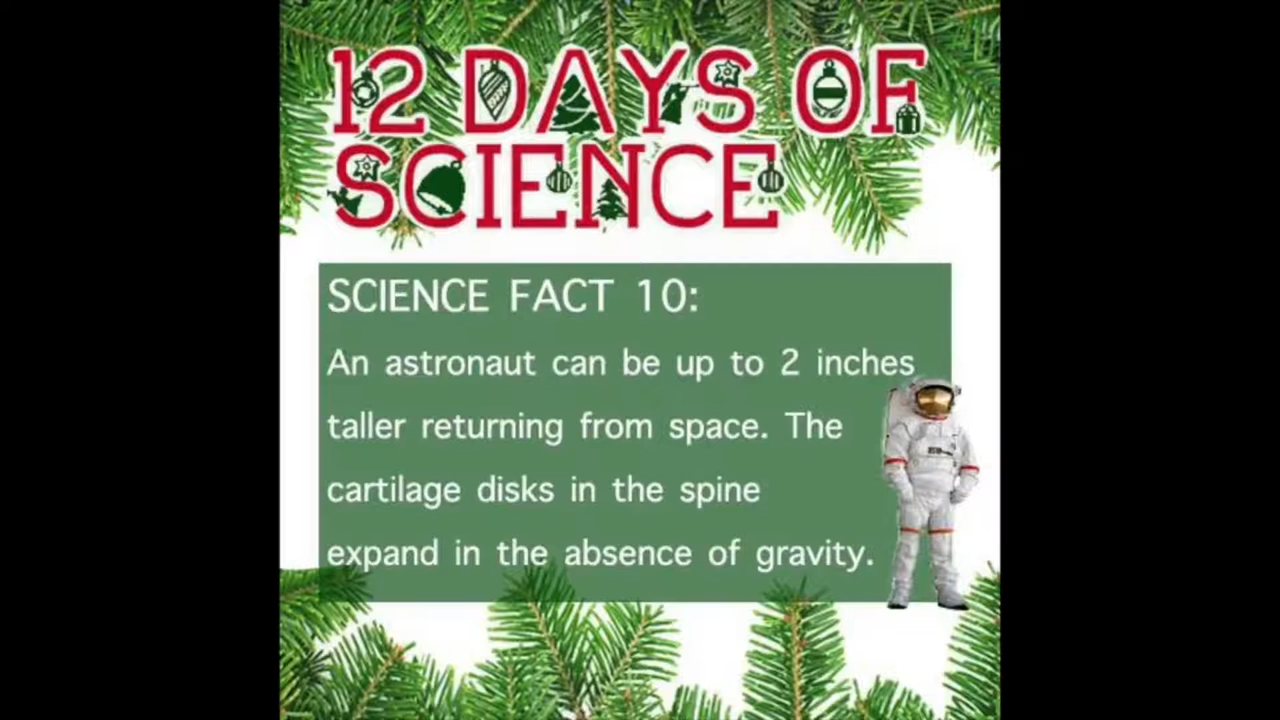 12 DAYS OF
SCIENCE
SCIENCE FACT 10:
An astronaut can be up to 2 inches
taller returning from space. The
cartilage disks in the spine
expand in the absence of gravity.